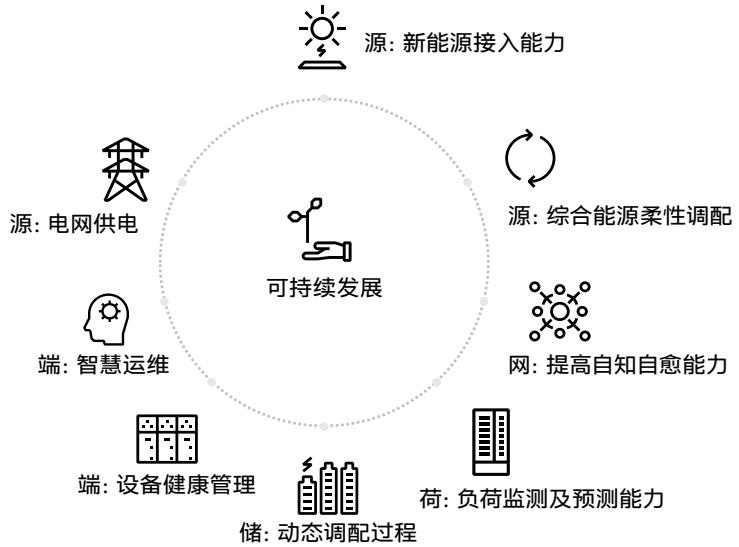 源: 新能源接入能力
源: 电网供电
源: 综合能源柔性调配
可持续发展
端: 智慧运维
网: 提高自知自愈能力
端: 设备健康管理
荷: 负荷监测及预测能力
储: 动态调配过程